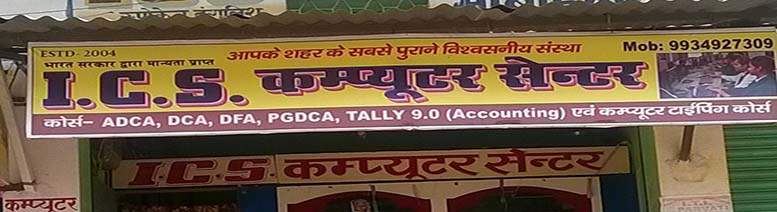 ESTD- 2004
आपके शहर के सबसे पुराने विश्वसनीय संस्था
Mob: 9934927309
भारत सरकार द्वारा मान्यता प्राप्त
I.C.S. कम्प्यूटर सेन्टर
कोर्स- ADCA, DCA, DFA, PGDCA, TALLY 9.0 (Accounting) एवं कम्प्यूटर टाईपिंग कोर्स
I.C.S. कम्प्यूटर सेन्टर
कम्प्यूटर